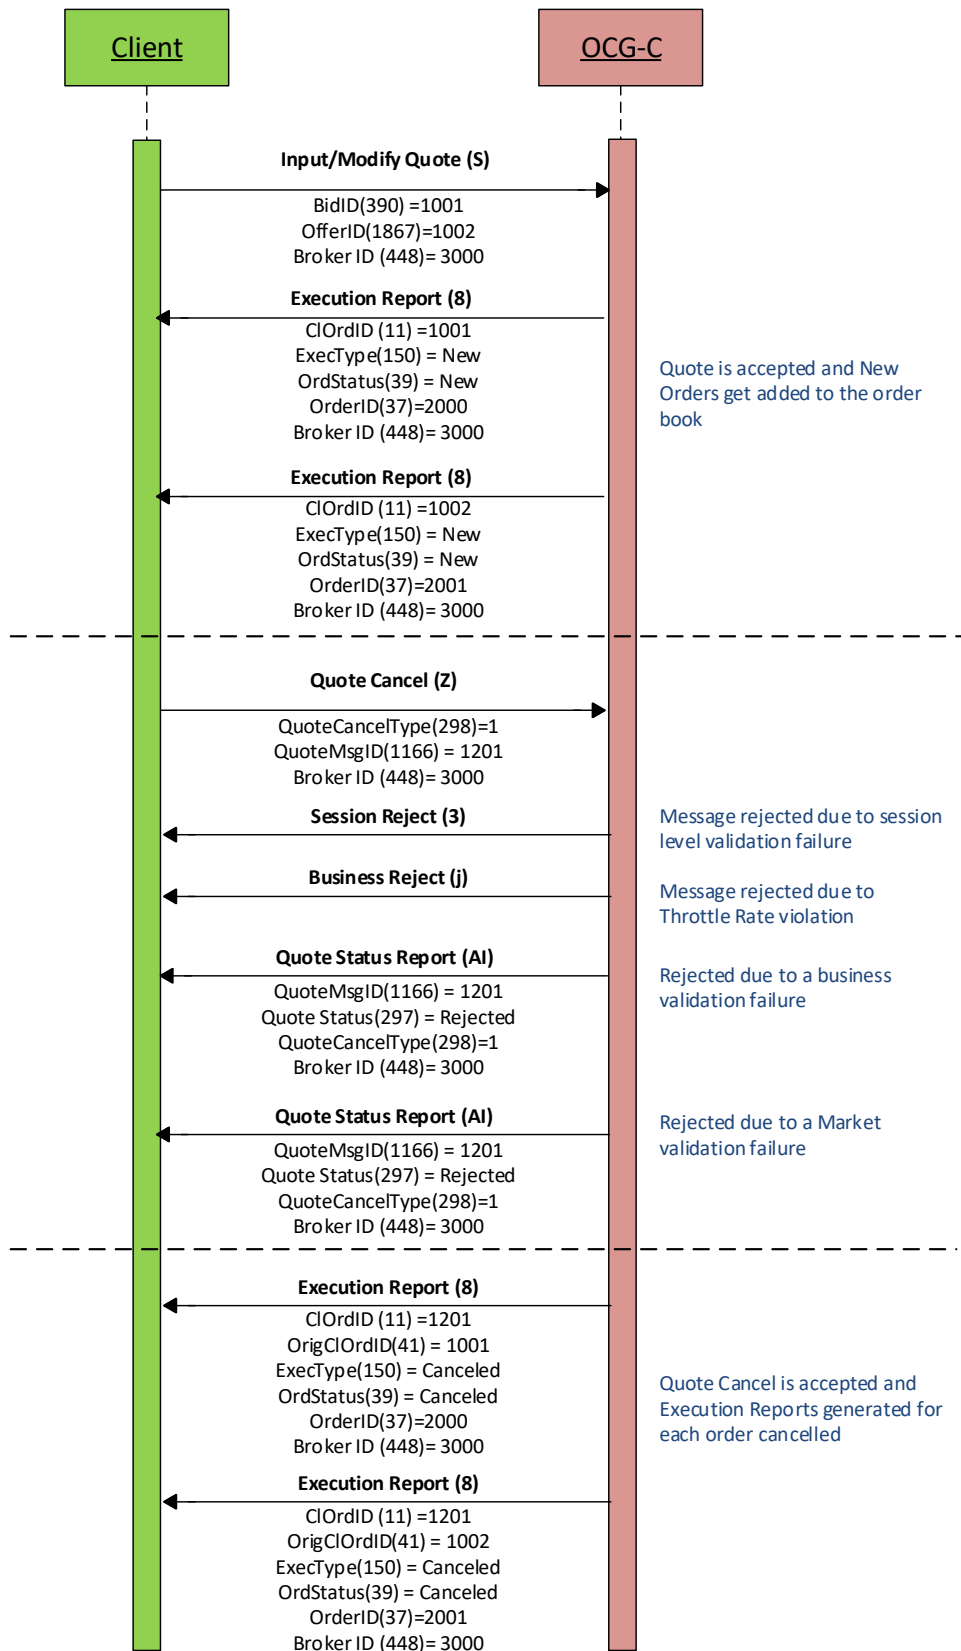 Client
OCG-C
Input/Modify Quote (S)
BidID(390) =1001
OfferID(1867)=1002
Broker ID (448)= 3000
Execution Report (8)
ClOrdID (11) =1001
ExecType(150) = New
OrdStatus(39) = New
OrderID(37)=2000
Broker ID (448)= 3000
Quote is accepted and New
Orders get added to the order
book
Execution Report (8)
ClOrdID (11) =1002
ExecType(150) = New
OrdStatus(39) = New
OrderID(37)=2001
Broker ID (448)= 3000
Quote Cancel (Z)
QuoteCancelType(298)=1
QuoteMsgID(1166) = 1201
Broker ID (448)= 3000
Session Reject (3)
Message rejected due to session
level validation failure
Business Reject (j)
Message rejected due to
Throttle Rate violation
Quote Status Report (AI)
QuoteMsgID(1166) = 1201
Quote Status(297) = Rejected
QuoteCancelType(298)=1
Broker ID (448)= 3000
Rejected due to a business
validation failure
Quote Status Report (AI)
QuoteMsgID(1166) = 1201
Quote Status(297) = Rejected
QuoteCancelType(298)=1
Broker ID (448)= 3000
Rejected due to a Market
validation failure
Execution Report (8)
ClOrdID (11) =1201
OrigClOrdID(41) = 1001
ExecType(150) = Canceled
OrdStatus(39) = Canceled
OrderID(37)=2000
Broker ID (448)= 3000
Quote Cancel is accepted and
Execution Reports generated for
each order cancelled
Execution Report (8)
ClOrdID (11) =1201
OrigClOrdID(41) = 1002
ExecType(150) = Canceled
OrdStatus(39) = Canceled
OrderID(37)=2001
Broker ID (448)= 3000